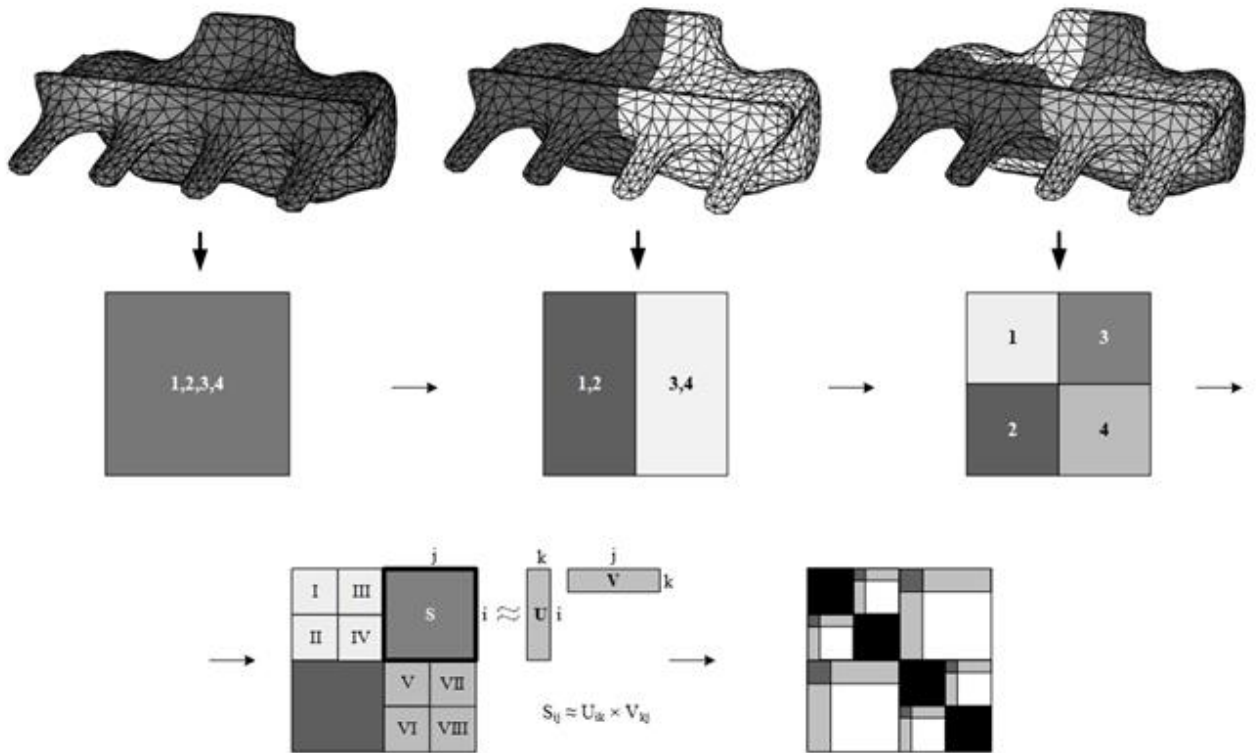 1,2,3,4
1,2
3,4
1
3
2
4
j
k
j
I
III
S
i
≈
U
i
V
k
II
IV
V
VII
VI
VIII
S_ij ≈ U_ik × V_kj